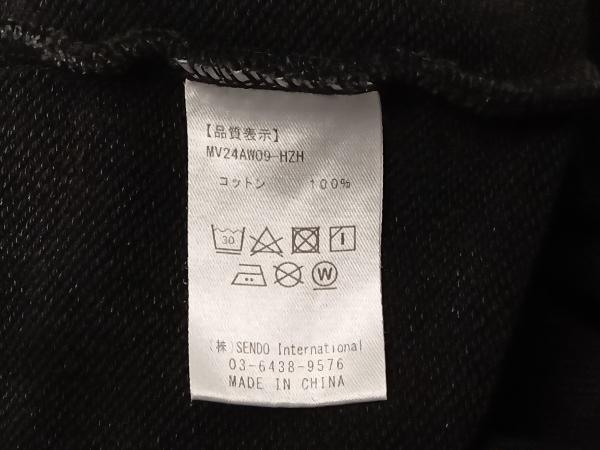 【品質表示】
MV24AW09-HZH
コットン 100%
30
W
(株)SENDO International
03-6438-9576
MADE IN CHINA